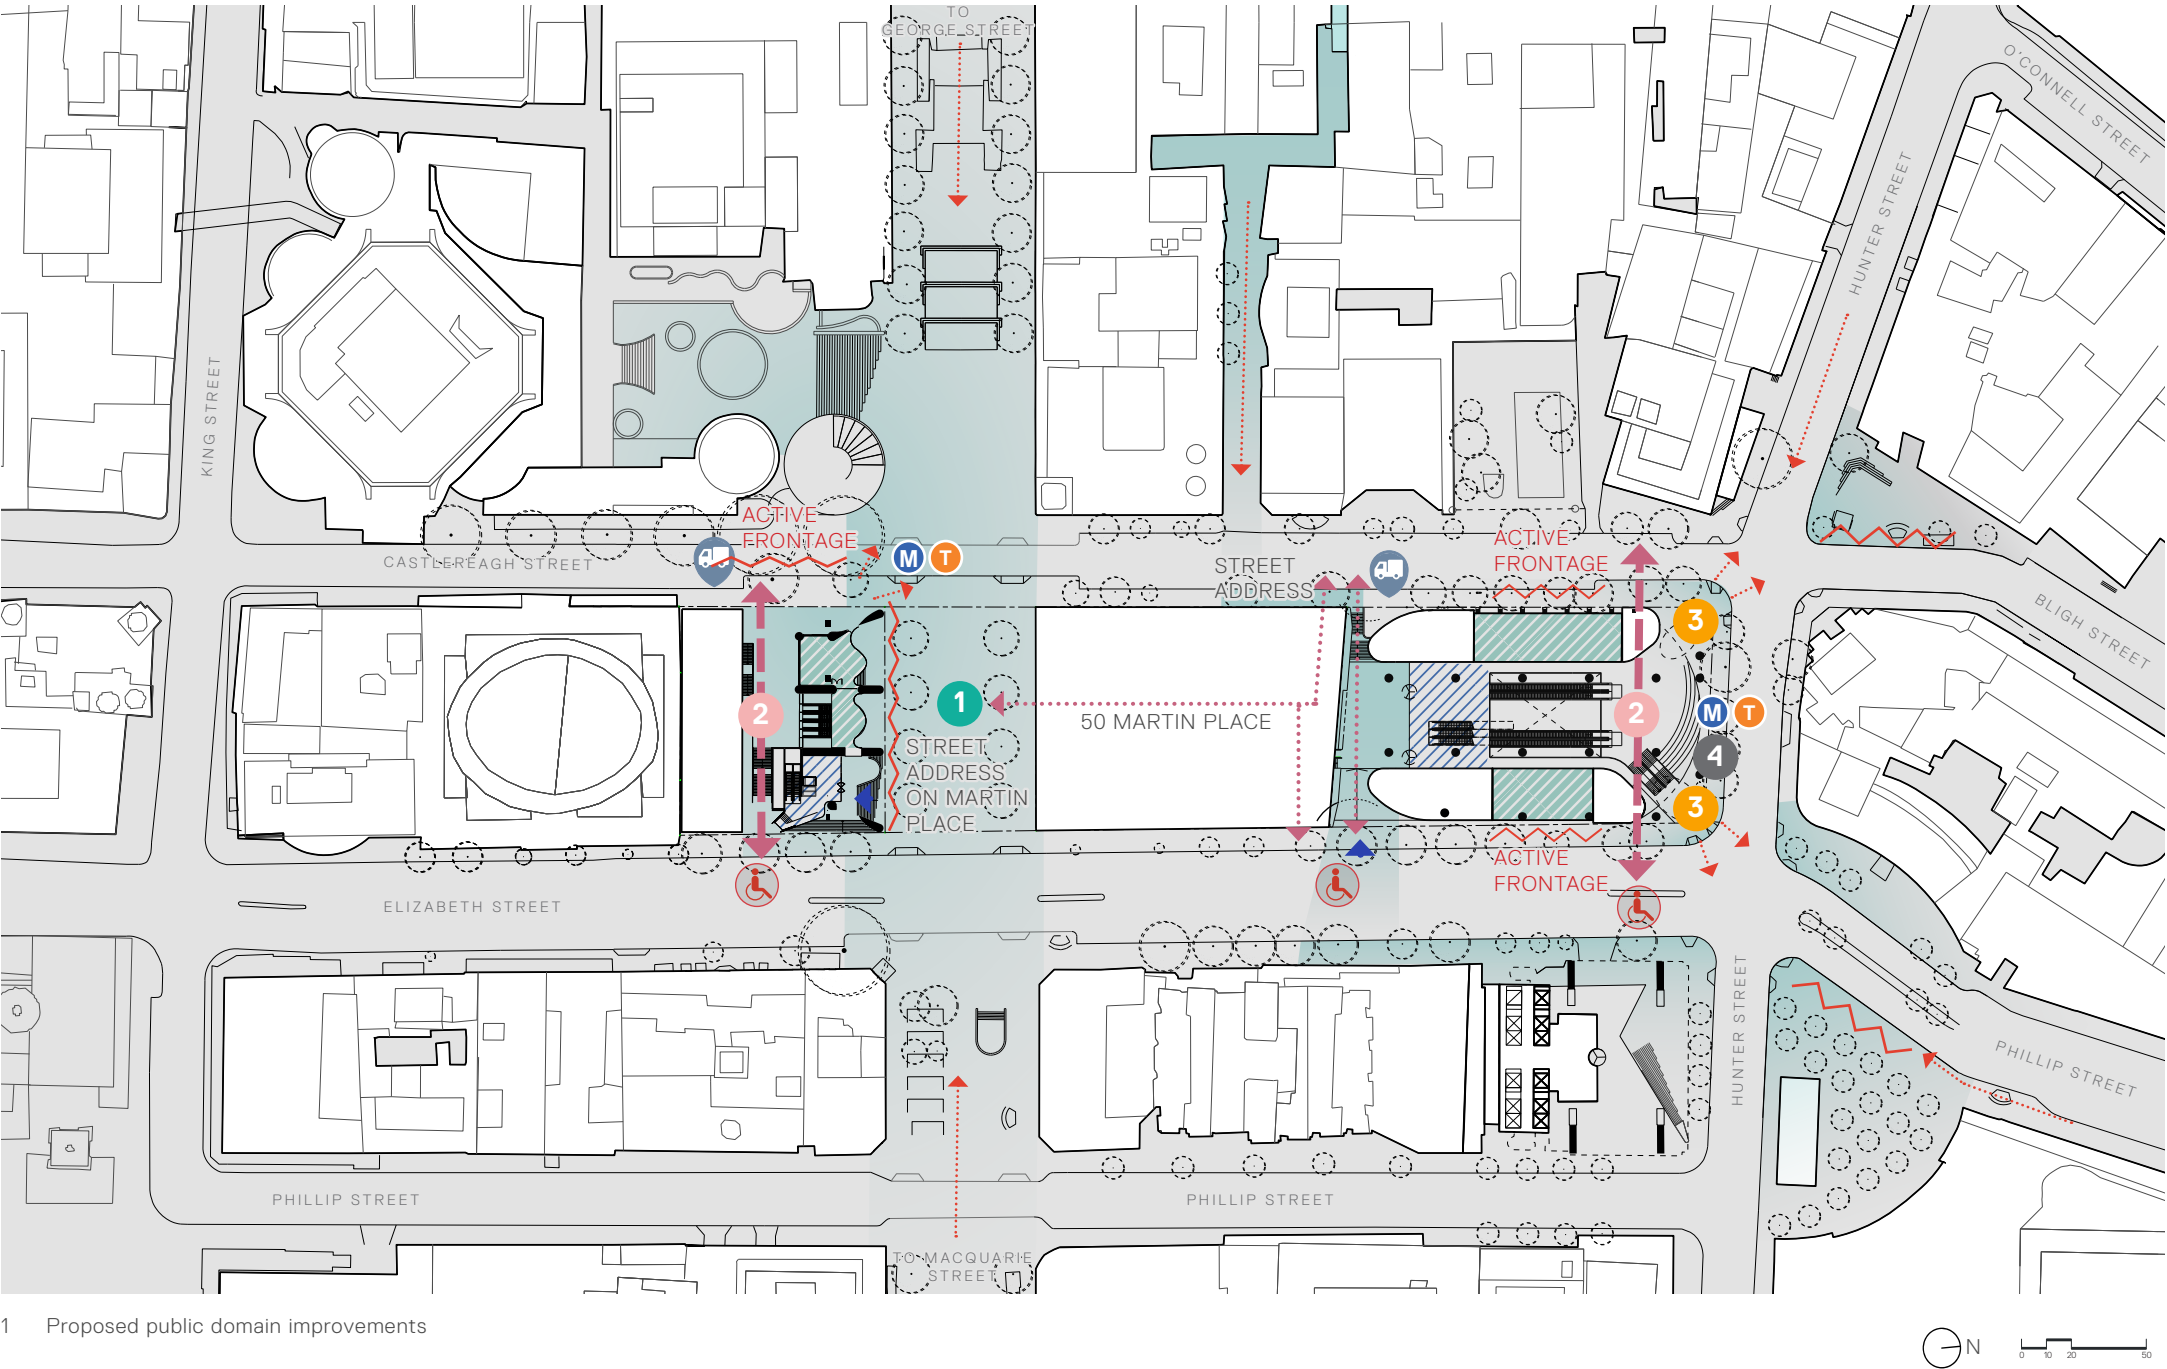 TO
GEORGE STREET
O'CONNELL STREET
HUNTER STREET
KING STREET
ACTIVE
FRONTAGE
CASTLEREAGH STREET
M
T
STREET
ADDRESS
ACTIVE
FRONTAGE
BLIGH STREET
3
2
1
50 MARTIN PLACE
2
M
T
4
STREET
ADDRESS
ON MARTIN
PLACE
3
ACTIVE
FRONTAGE
ELIZABETH STREET
HUNTER STREET
PHILLIP STREET
PHILLIP STREET
PHILLIP STREET
TO MACQUARIE
STREET
1 Proposed public domain improvements
N
0 10 20 50